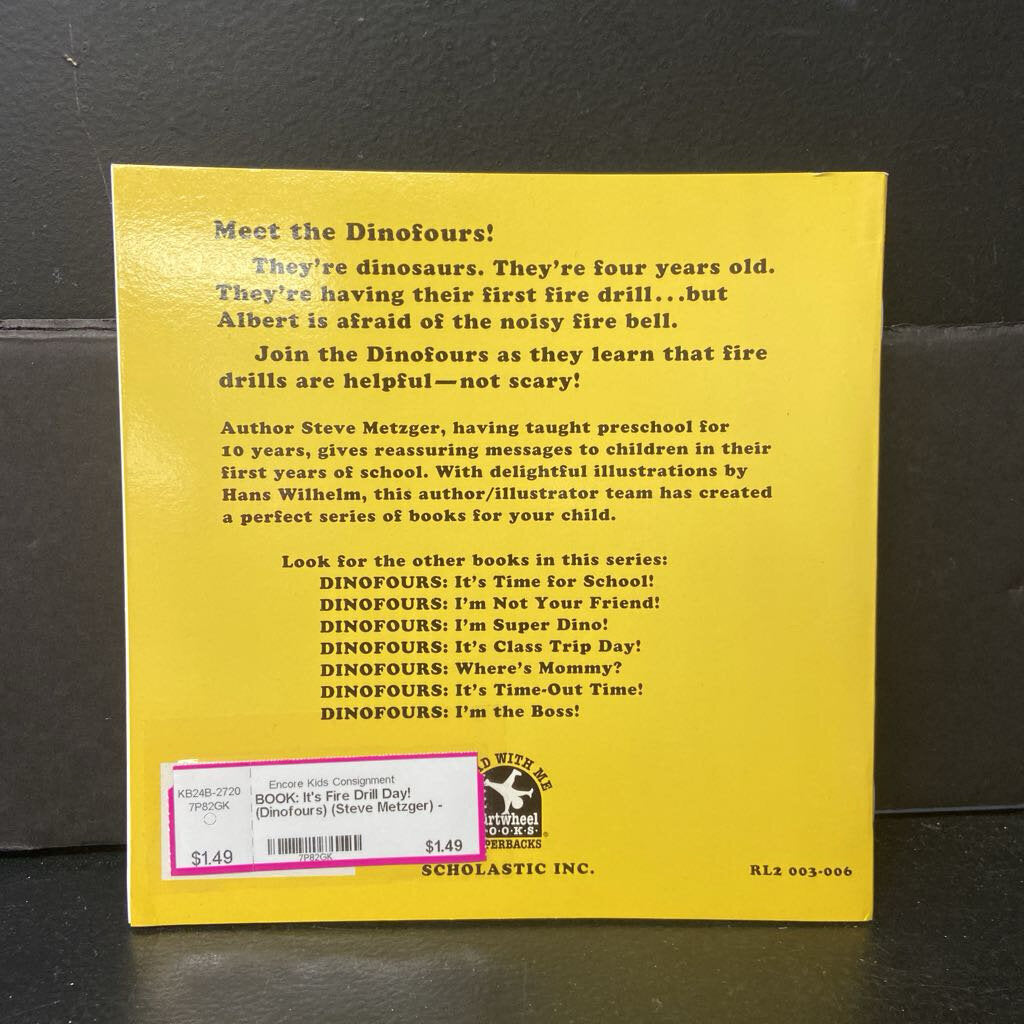 Meet the Dinofours!
They're dinosaurs. They're four years old.
They're having their first fire drill...but
Albert is afraid of the noisy fire bell.
Join the Dinofours as they learn that fire
drills are helpful—not scary!
Author Steve Metzger, having taught preschool for
10 years, gives reassuring messages to children in their
first years of school. With delightful illustrations by
Hans Wilhelm, this author/illustrator team has created
a perfect series of books for your child.
Look for the other books in this series:
DINOFOURS: It's Time for School!
DINOFOURS: I'm Not Your Friend!
DINOFOURS: I'm Super Dino!
DINOFOURS: It's Class Trip Day!
DINOFOURS: Where's Mommy?
DINOFOURS: It's Time-Out Time!
DINOFOURS: I'm the Boss!
KB24B-2720
7P82GK
$1.49
Encore Kids Consignment
BOOK: It's Fire Drill Day!
(Dinofours) (Steve Metzger) -
7P82GK
$1.49
WITH ME
SCHOLASTIC INC.
RL2 003-006